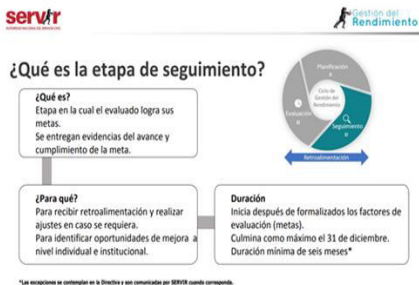 servir
Gestión del
Rendimiento
¿Qué es la etapa de seguimiento?
¿Qué es?
Etapa en la cual el evaluado logra sus
metas.
Se entregan evidencias del avance y
cumplimiento de la meta.
Planificación
Ciclo de
Gestión del
Rendimiento
Evaluación
Seguimiento
Retroalimentación
¿Para qué?
Para recibir retroalimentación y realizar
ajustes en caso se requiera.
Para identificar oportunidades de mejora a
nivel individual e institucional.
Duración
Inicia después de formalizados los factores de
evaluación (metas).
Culmina como máximo el 31 de diciembre.
Duración mínima de seis meses*
*Las excepciones se contemplan en la Directiva y son comunicadas por SERVIR cuando corresponda.